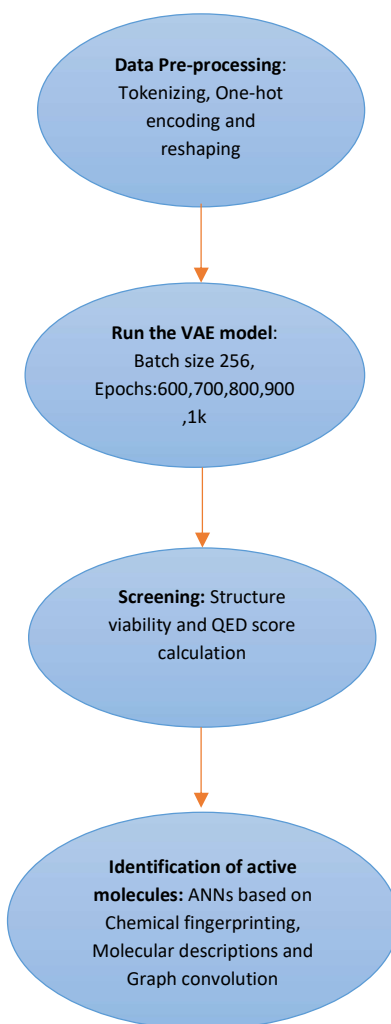 Data Pre-processing:
Tokenizing, One-hot
encoding and
reshaping
Run the VAE model:
Batch size 256,
Epochs:600,700,800,900
,1k
Screening: Structure
viability and QED score
calculation
Identification of active
molecules: ANNs based on
Chemical fingerprinting,
Molecular descriptions and
Graph convolution